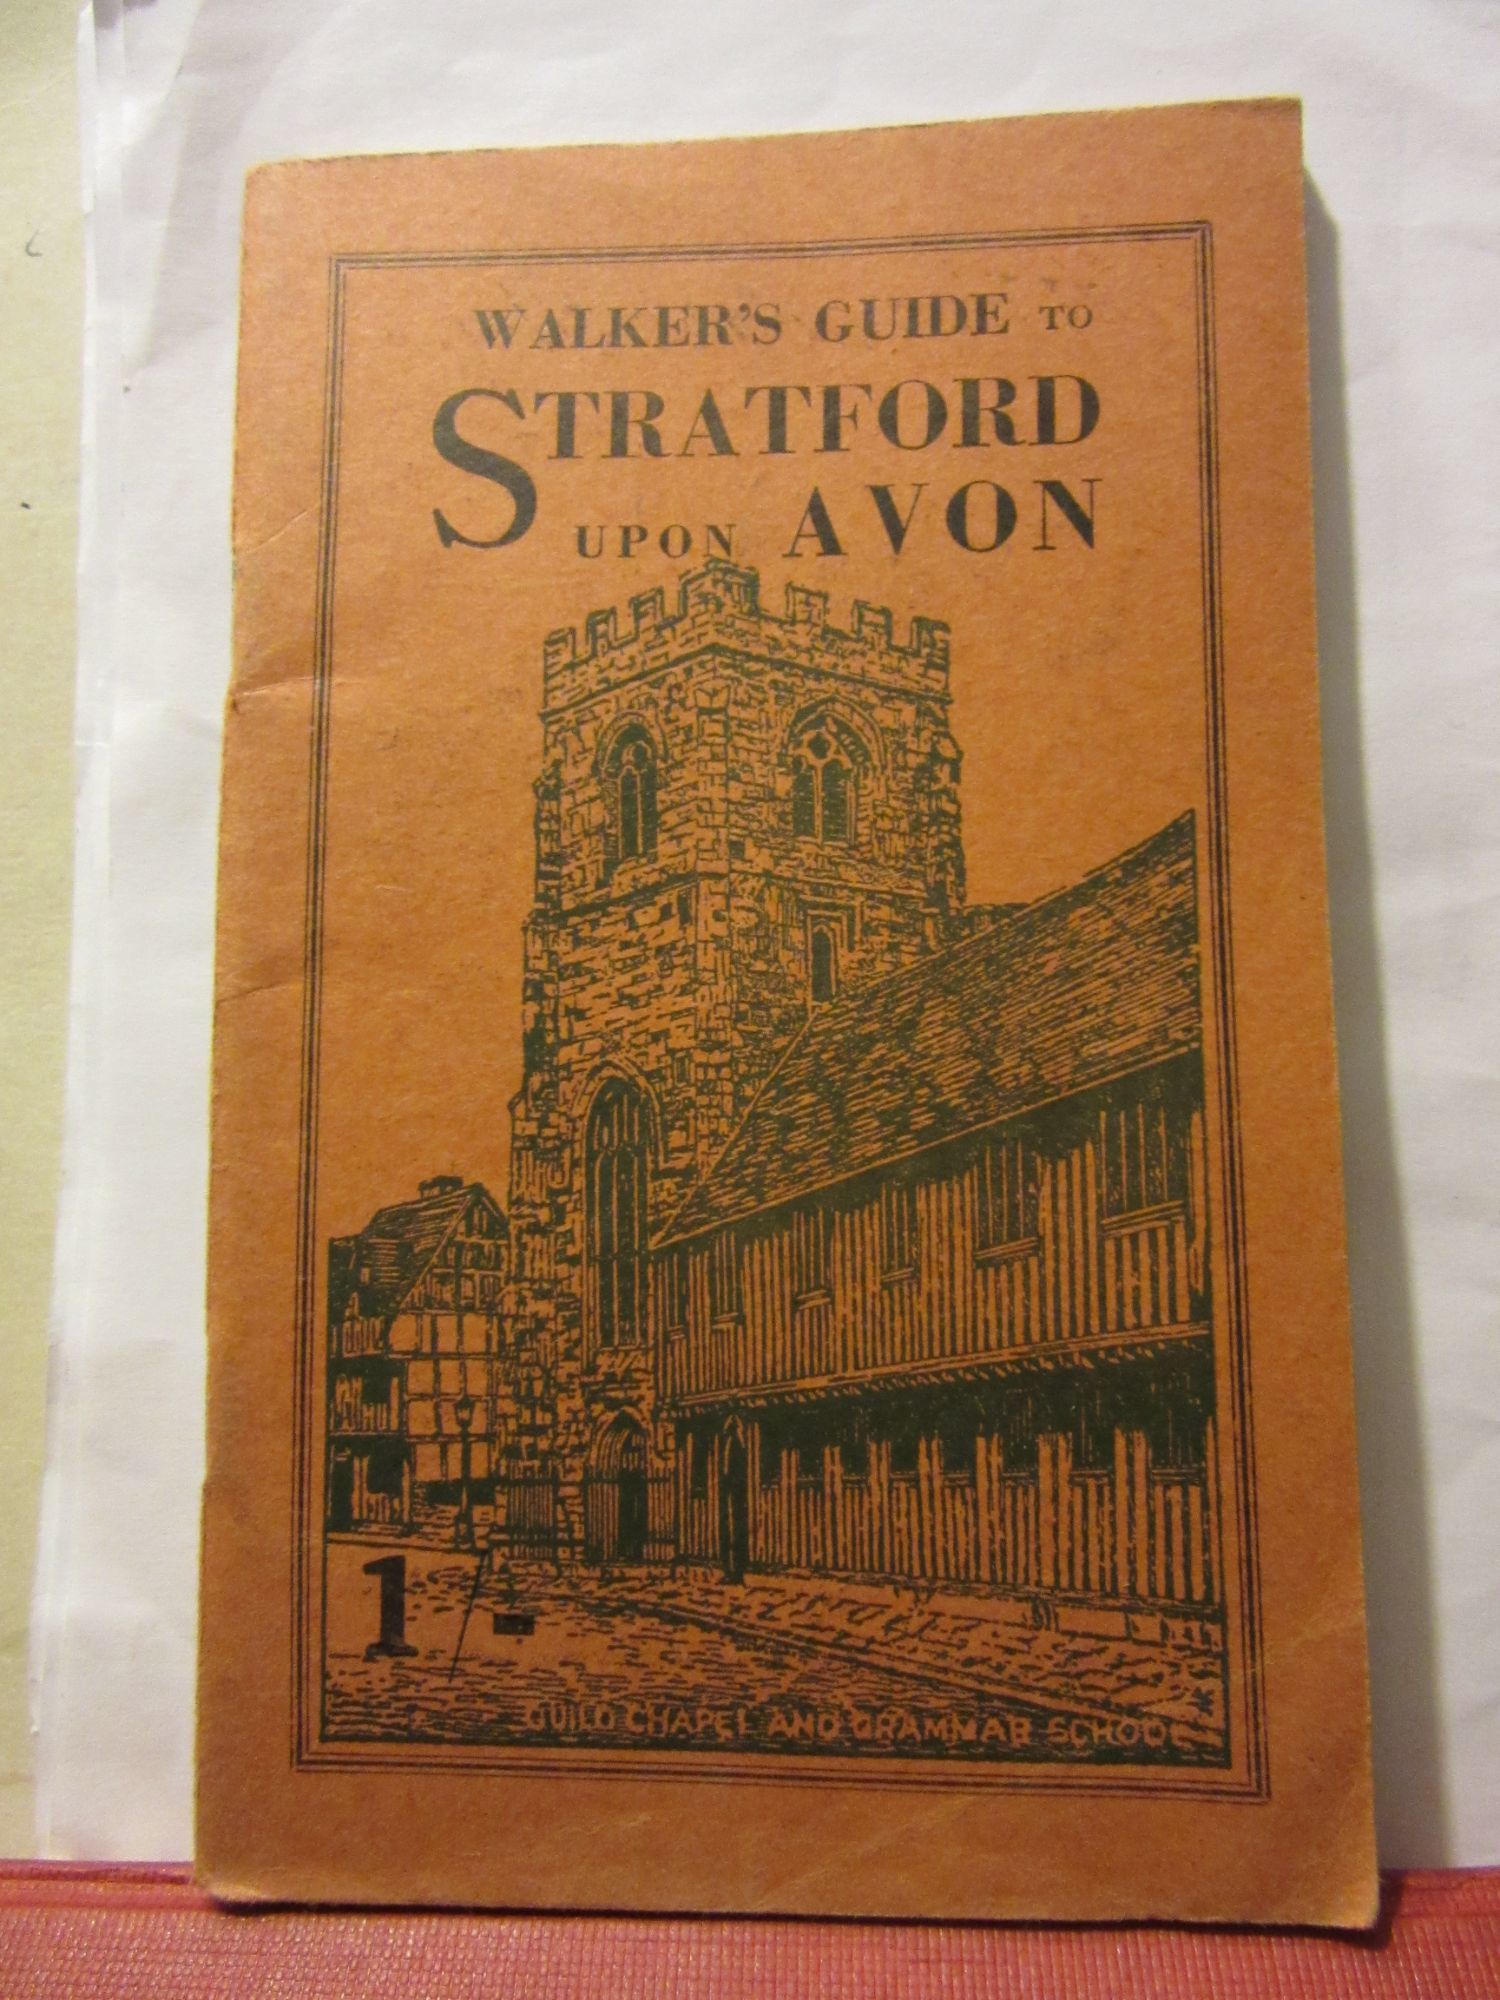 WALKER'S GUIDE TO
STRATFORD
UPON AVON
1/-
GUILD CHAPEL AND GRAMMAR SCHOOL